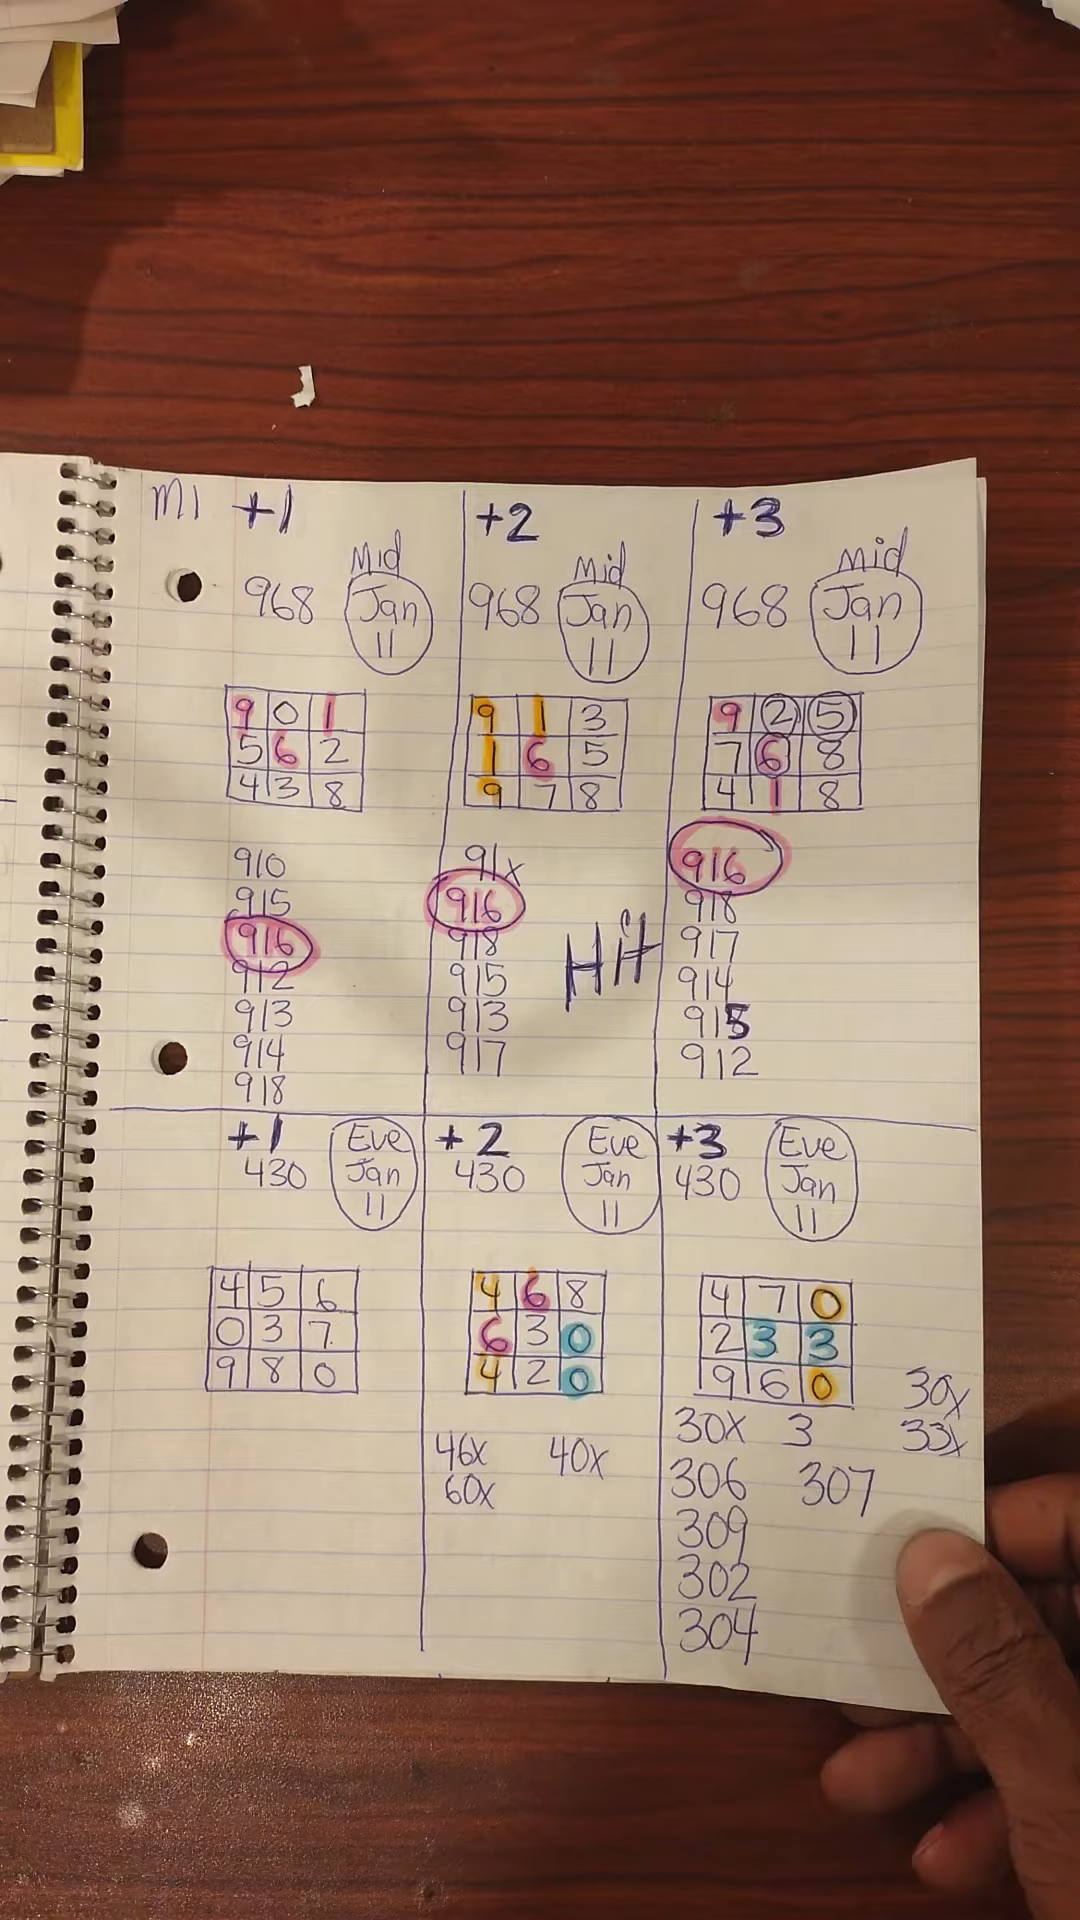 MI +1
Mid
968 Jan
11
9 0 1
5 6 2
4 3 8
910
915
916
912
913
914
918
+2
Mid
968 Jan
11
9 1 3
1 6 5
9 7 8
91x
916
918
915
913
917
Hit
+3
Mid
968 Jan
11
9 2 5
7 6 8
4 1 8
916
918
917
914
915
912
+1 Eve
430 Jan
11
4 5 6
0 3 7
9 8 0
+2 Eve
430 Jan
11
4 6 8
6 3 0
4 2 0
46x 40x
60x
+3 Eve
430 Jan
11
4 7 0
2 3 3
9 6 0
30x
30x 3 33x
306 307
309
302
304